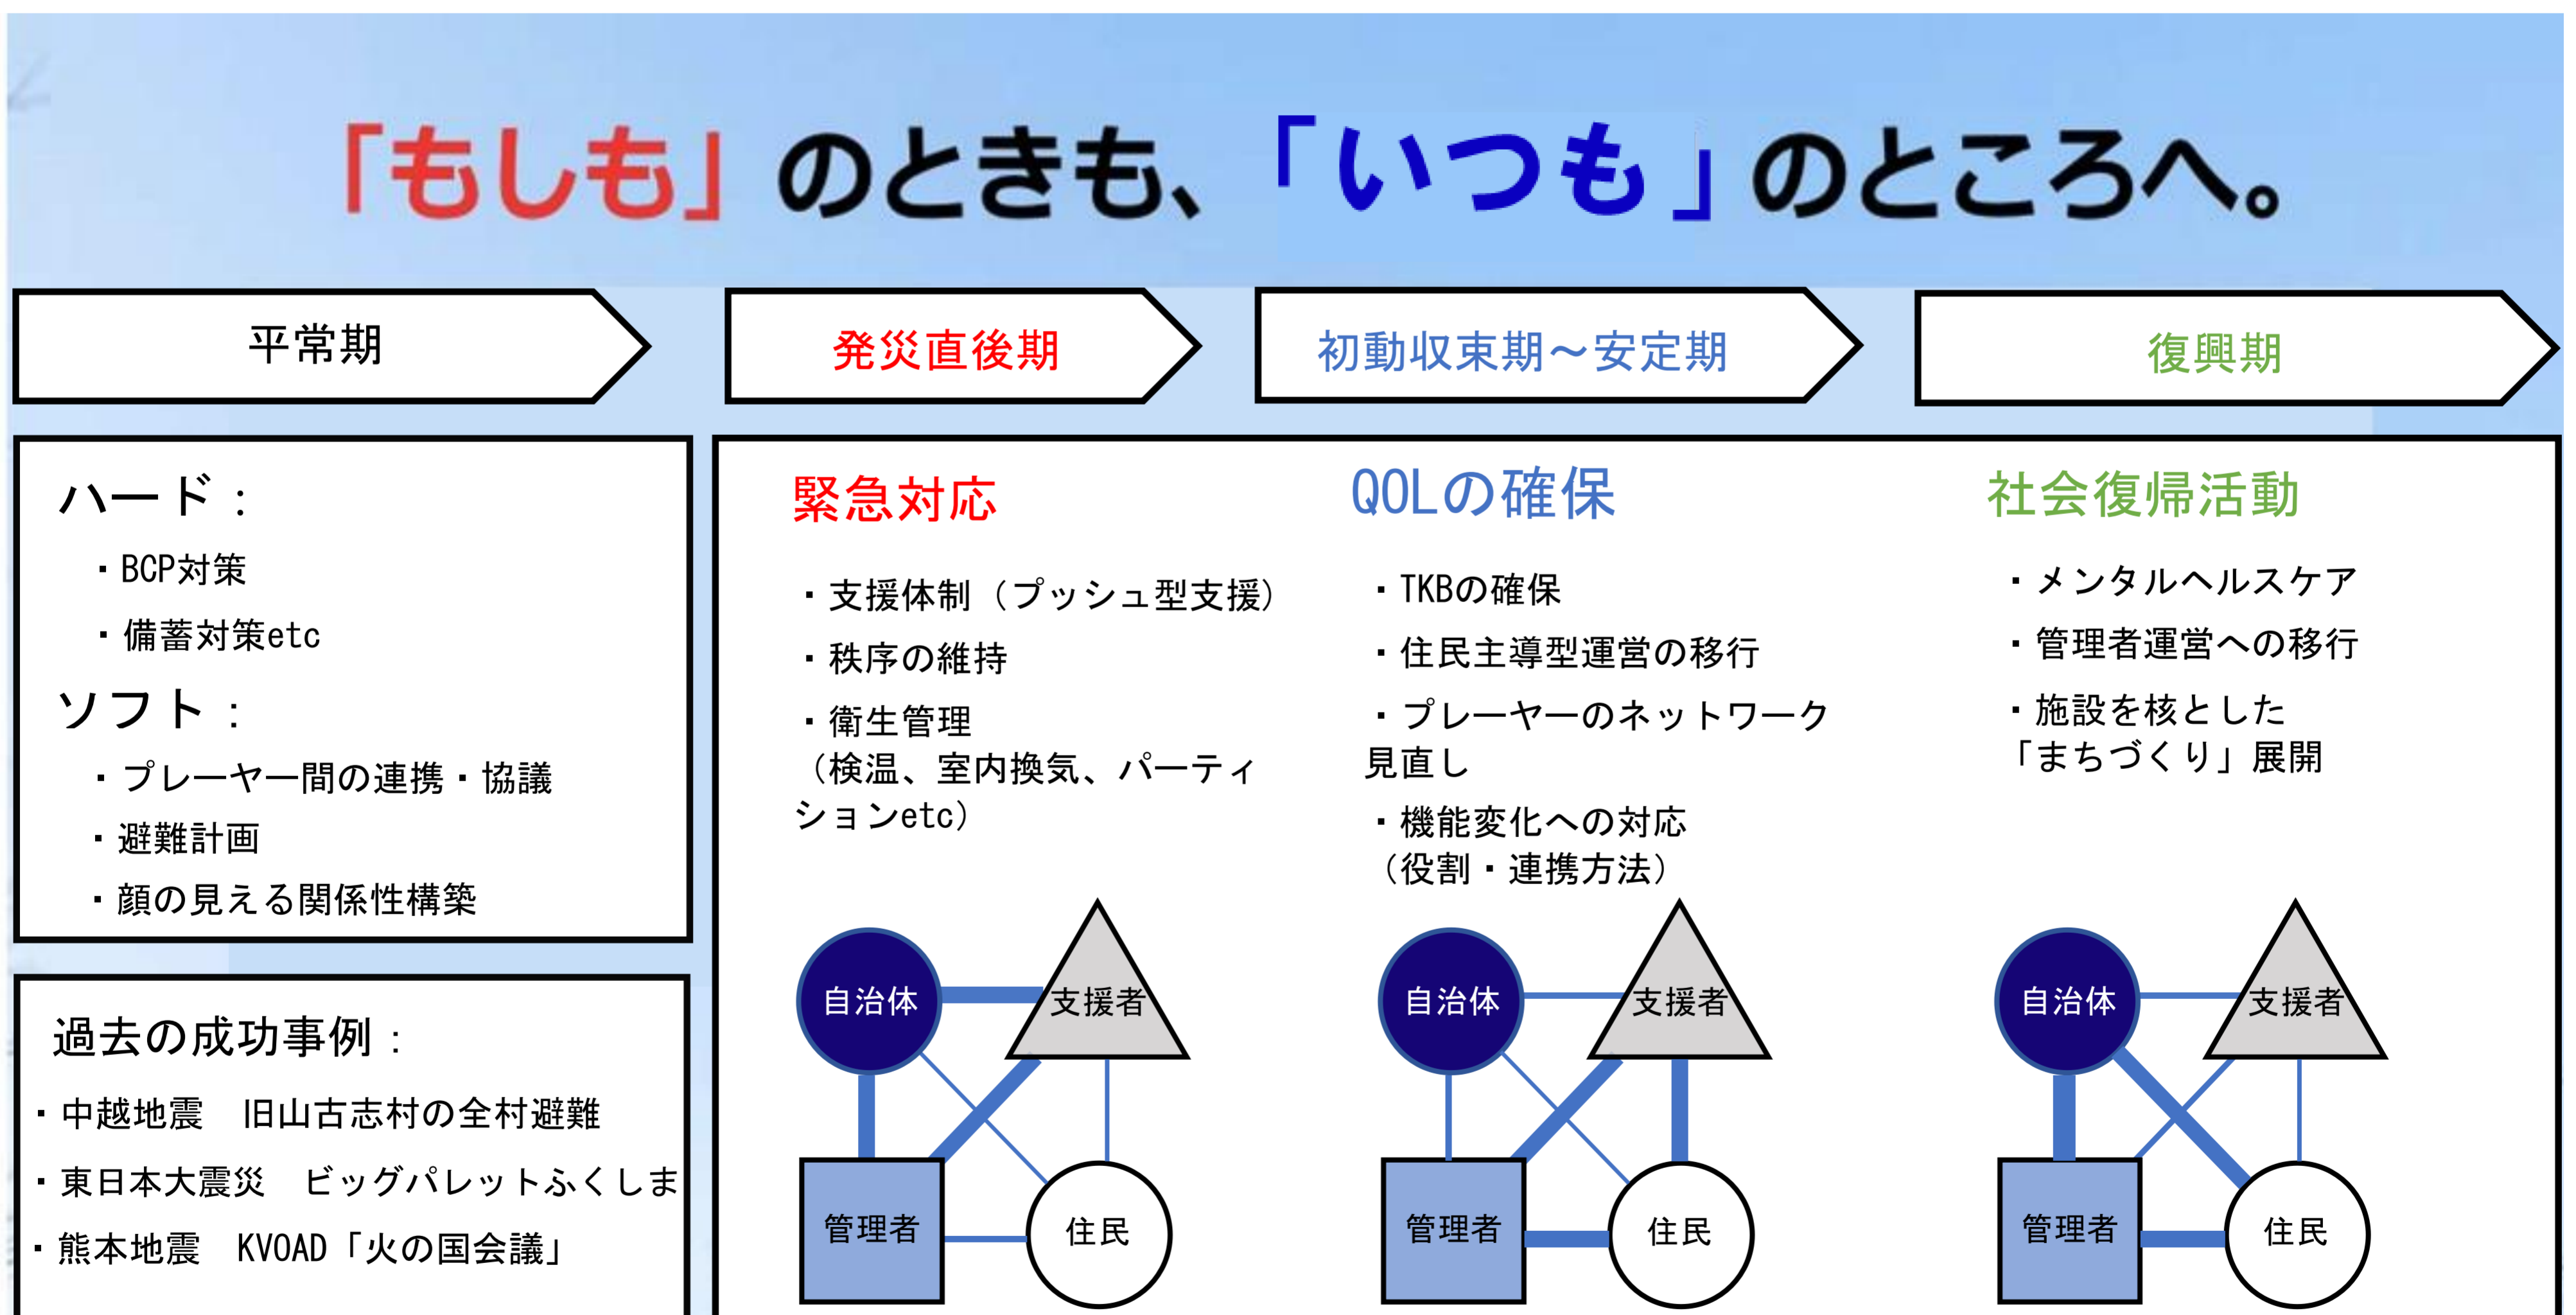 「もしも」のときも、「いつも」のところへ。
平常期
発災直後期
初動収束期～安定期
復興期
ハード：
・BCP対策
・備蓄対策etc
ソフト：
・プレーヤー間の連携・協議
・避難計画
・顔の見える関係性構築
過去の成功事例：
・中越地震　旧山古志村の全村避難
・東日本大震災　ビッグパレットふくしま
・熊本地震　KVOAD「火の国会議」
緊急対応
・支援体制（プッシュ型支援）
・秩序の維持
・衛生管理
（検温、室内換気、パーティ
ションetc）
自治体
支援者
管理者
住民
QOLの確保
・TKBの確保
・住民主導型運営の移行
・プレーヤーのネットワーク
見直し
・機能変化への対応
（役割・連携方法）
自治体
支援者
管理者
住民
社会復帰活動
・メンタルヘルスケア
・管理者運営への移行
・施設を核とした
「まちづくり」展開
自治体
支援者
管理者
住民